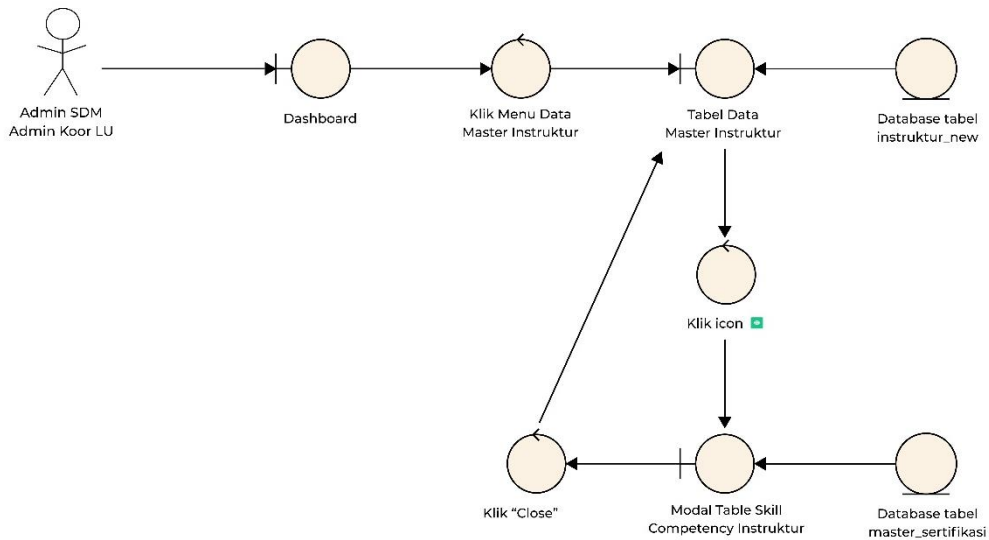 Admin SDM
Admin Koor LU
Dashboard
Klik Menu Data
Master Instruktur
Tabel Data
Master Instruktur
Database tabel
instruktur_new
Klik icon
Klik “Close”
Modal Table Skill
Competency Instruktur
Database tabel
master_sertifikasi